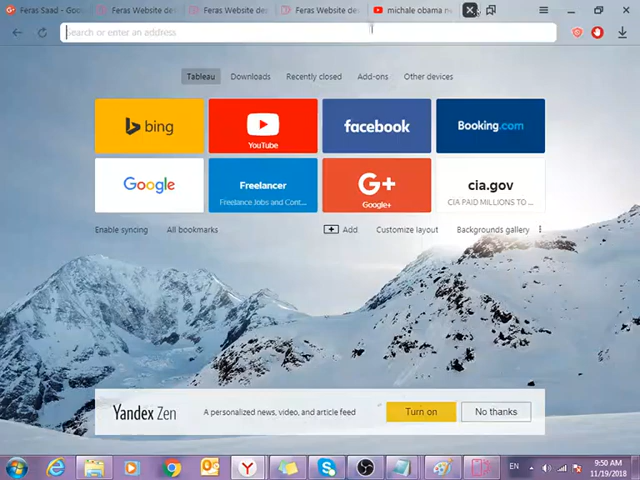 Feras Saad - Goo
Feras Website de
Feras Website de
Feras Website de
michale obama n
Search or enter an address
Tableau Downloads Recently closed Add-ons Other devices
bing
YouTube
facebook
Booking.com
Google
Freelancer
Freelance Jobs and Cont...
G+
Google+
cia.gov
CIA PAID MILLIONS TO ...
Enable syncing All bookmarks Add Customize layout Backgrounds gallery
Yandex Zen A personalized news, video, and article feed Turn on No thanks
EN 9:50 AM
11/19/2018